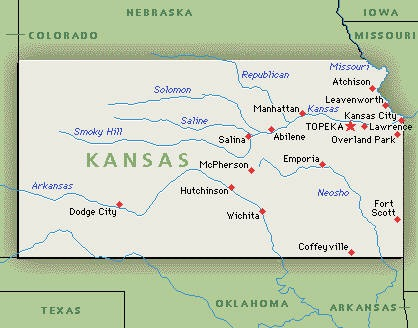 NEBRASKA
IOWA
COLORADO
MISSOURI
Missouri
Republican
Atchison
Solomon
Leavenworth
Manhattan
Kansas
Kansas City
Saline
TOPEKA
Lawrence
Smoky Hill
Salina
Abilene
Overland Park
KANSAS
McPherson
Emporia
Arkansas
Hutchinson
Neosho
Dodge City
Wichita
Fort
Scott
Coffeyville
OKLAHOMA
ARKANSAS
TEXAS